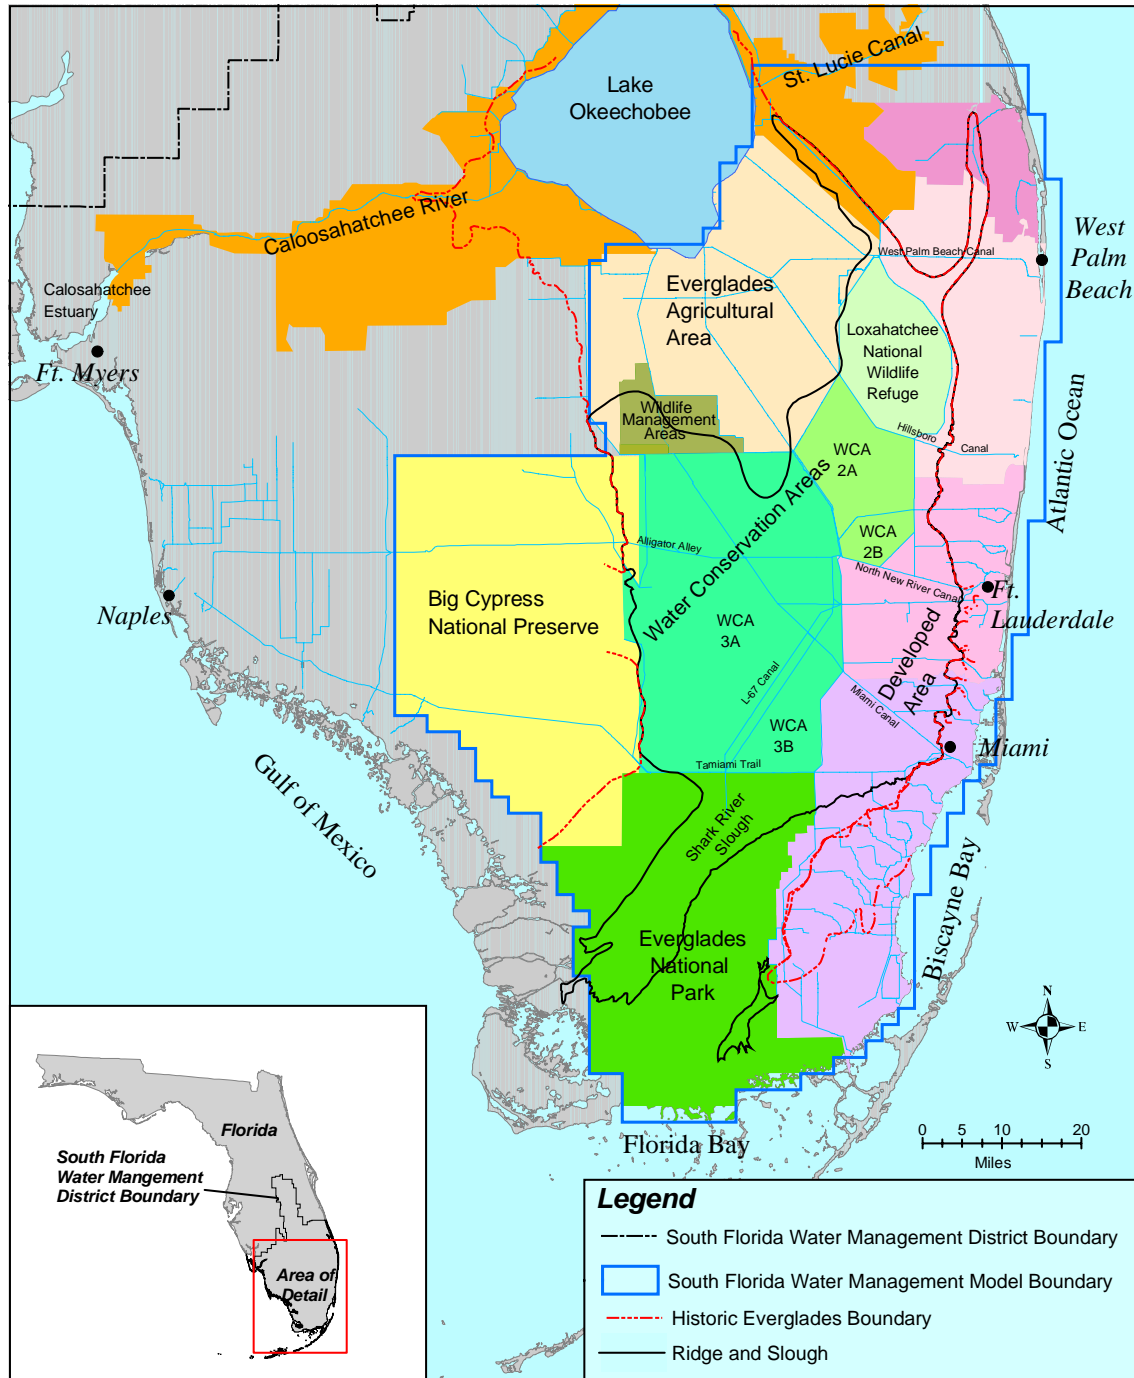 St. Lucie Canal
Lake
Okeechobee
Caloosahatchee River
West
Palm
Beach
West Palm Beach Canal
Calosahatchee
Estuary
Everglades
Agricultural
Area
Loxahatchee
National
Wildlife
Refuge
Ft. Myers
Wildlife
Management
Areas
Hillsboro
Canal
WCA
2A
Atlantic Ocean
Water Conservation Areas
WCA
2B
Alligator Alley
North New River Canal
Ft.
Lauderdale
Naples
Big Cypress
National Preserve
WCA
3A
Developed
Area
L-67 Canal
Miami Canal
WCA
3B
Miami
Tamiami Trail
Gulf of Mexico
Shark River
Slough
Biscayne Bay
Everglades
National
Park
N
W
E
S
Florida Bay
0 5 10 20
Miles
Florida
South Florida
Water Mangement
District Boundary
Area of
Detail
Legend
South Florida Water Management District Boundary
South Florida Water Management Model Boundary
Historic Everglades Boundary
Ridge and Slough